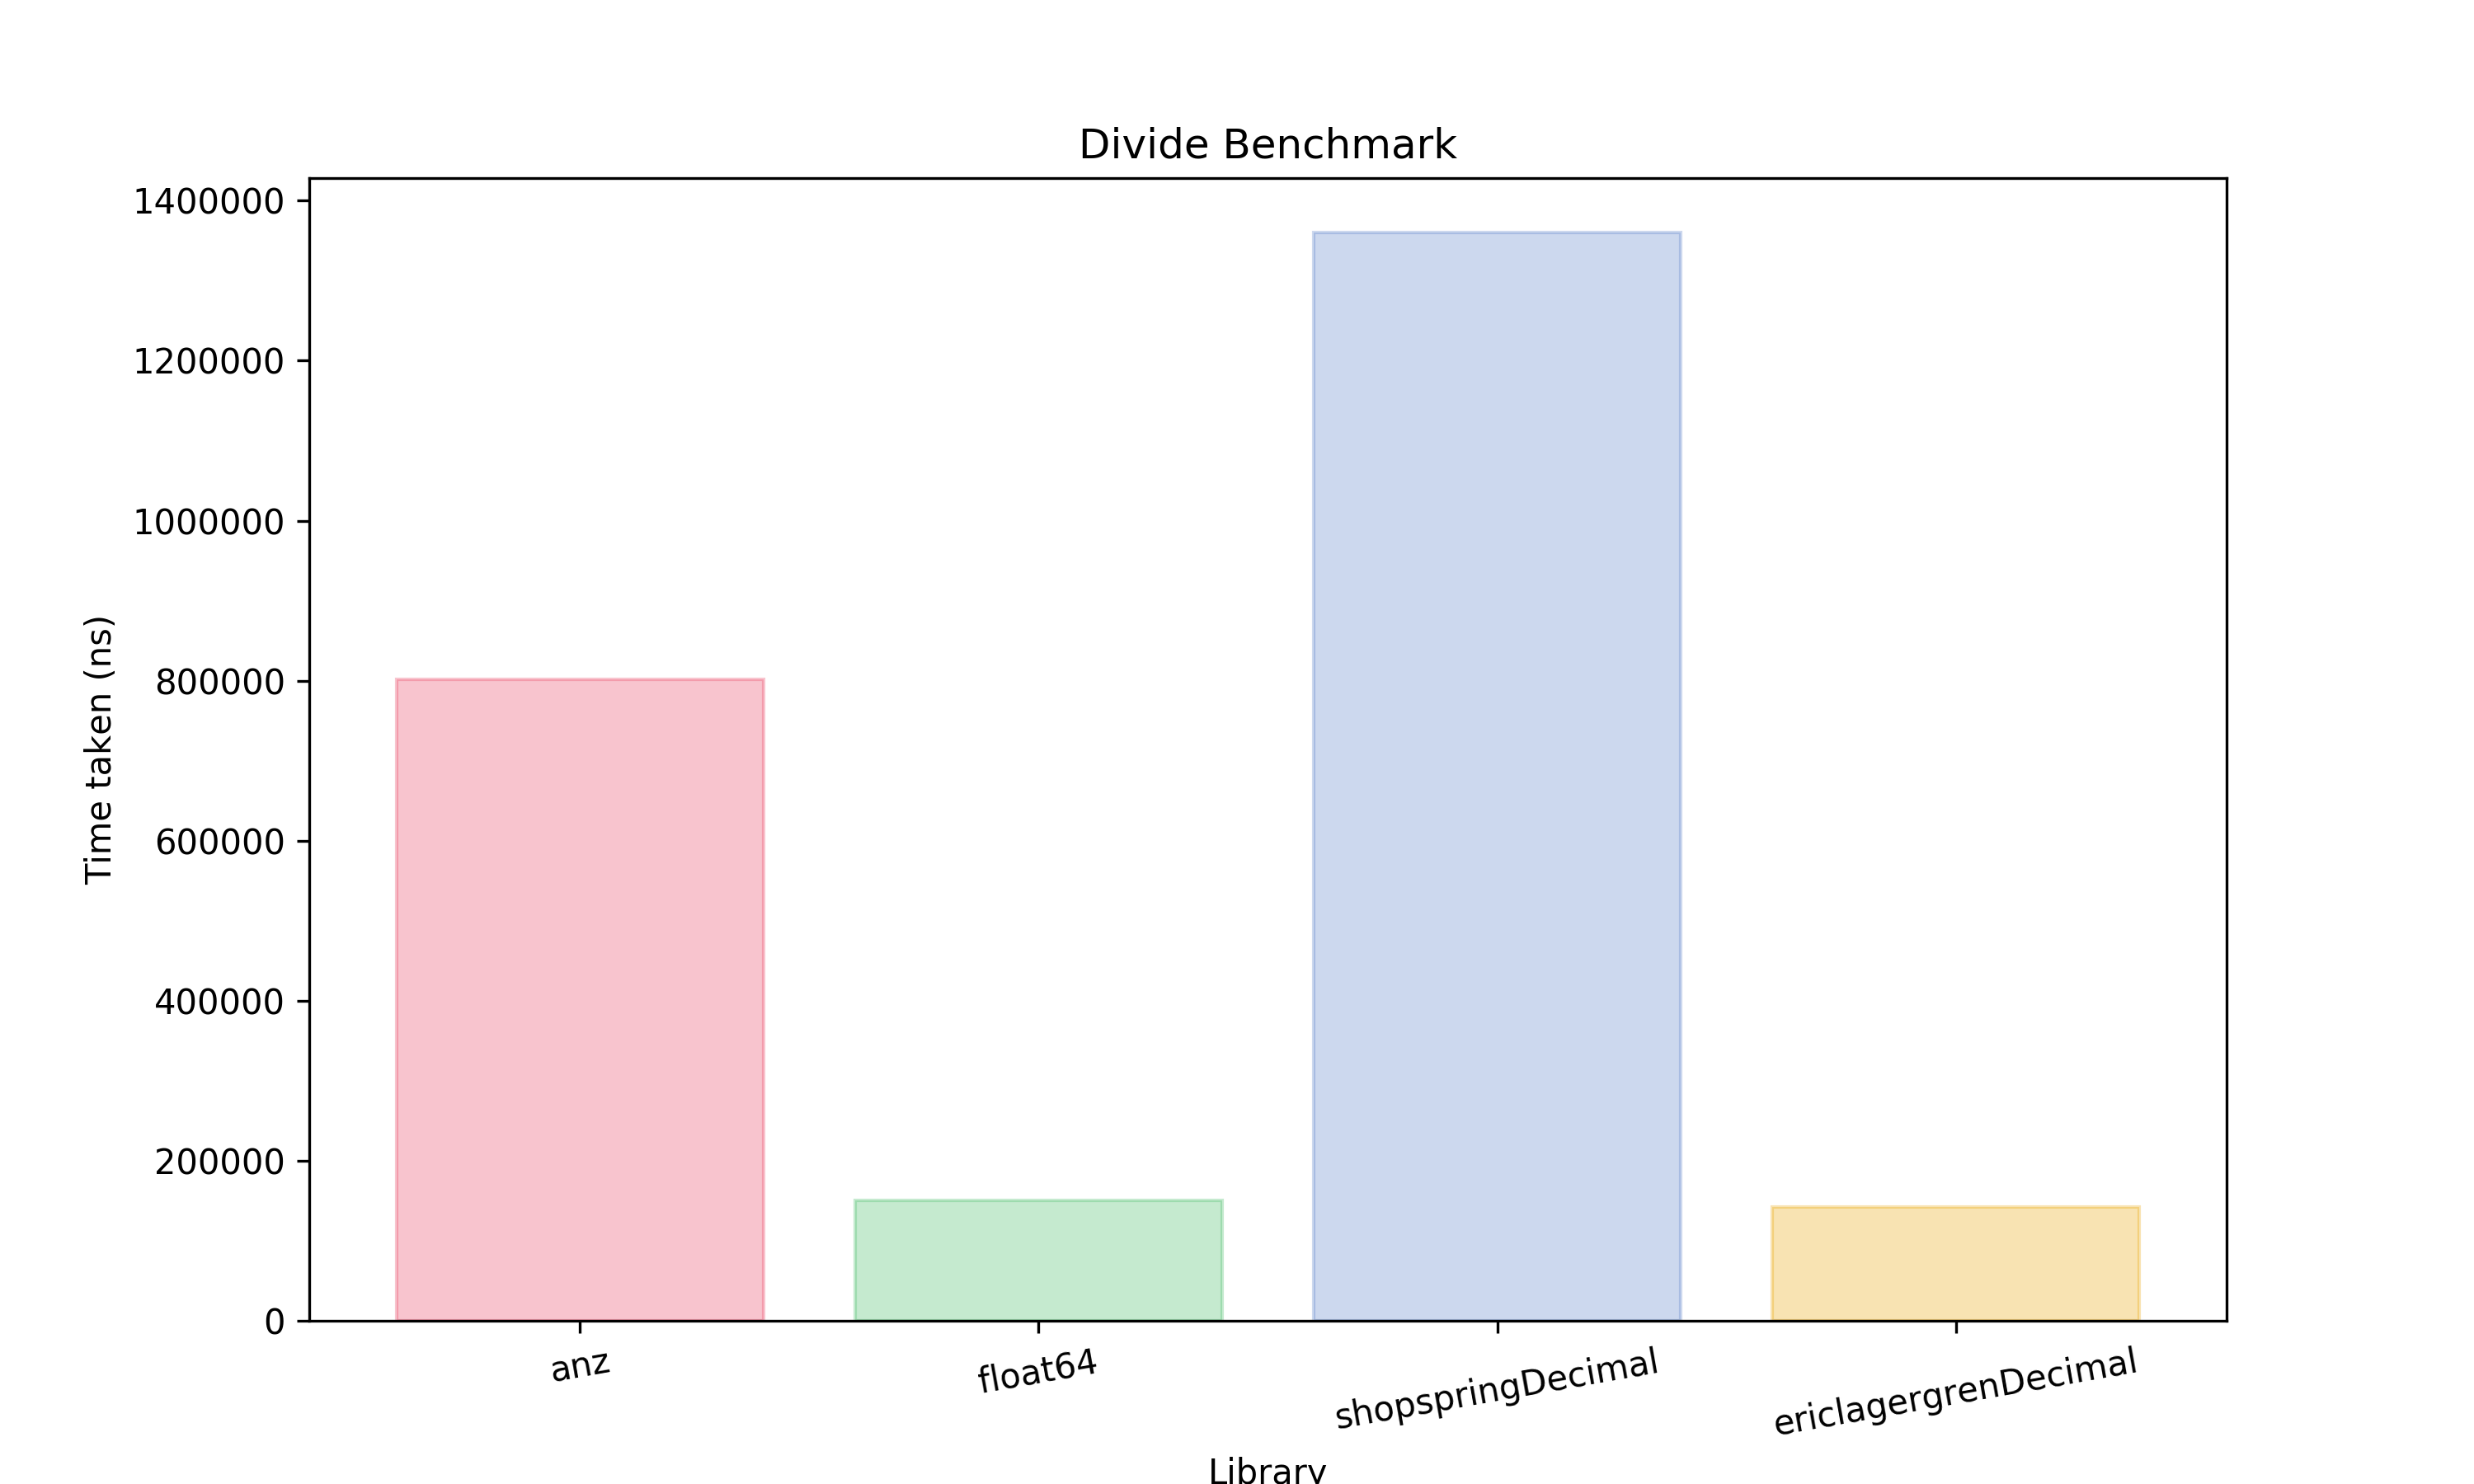 Divide Benchmark
1400000
1200000
1000000
800000
600000
400000
200000
0
Time taken (ns)
anz
float64
shopspringDecimal
ericlagergrenDecimal
Library